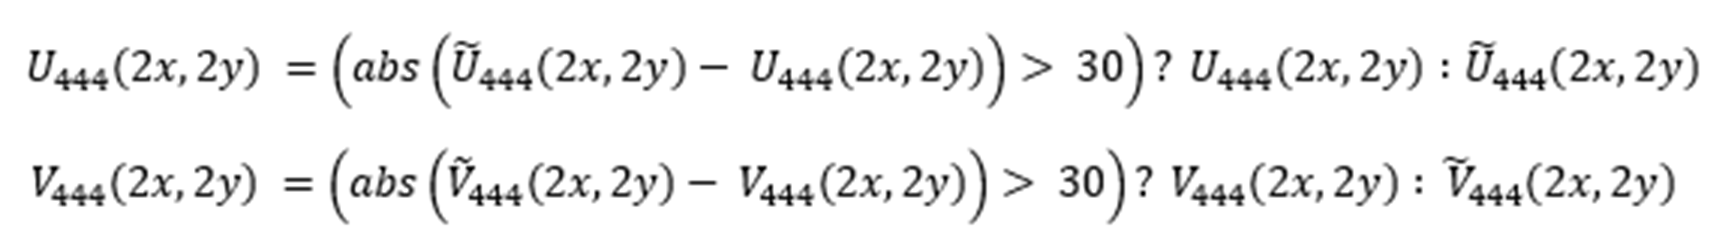 U₄₄₄(2x, 2y) = (abs(Ũ₄₄₄(2x, 2y) − U₄₄₄(2x, 2y)) > 30) ? U₄₄₄(2x, 2y) : Ũ₄₄₄(2x, 2y)
V₄₄₄(2x, 2y) = (abs(Ṽ₄₄₄(2x, 2y) − V₄₄₄(2x, 2y)) > 30) ? V₄₄₄(2x, 2y) : Ṽ₄₄₄(2x, 2y)